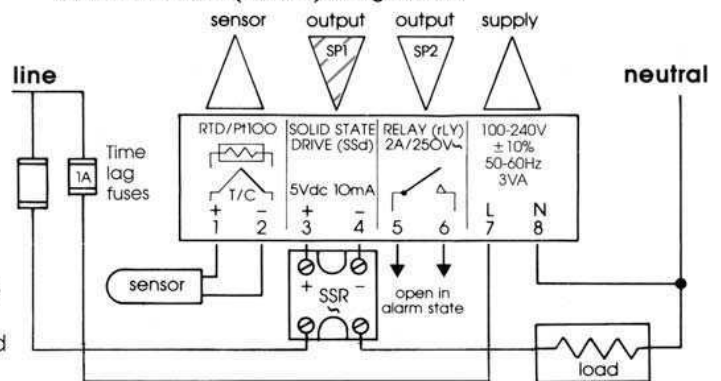 sensor output output supply
SP1 SP2
line neutral
RTD/Pt100 SOLID STATE RELAY (rLY) 100-240V
DRIVE (SSd) 2A/250V~ ±10%
50-60Hz
3VA
Time
lag
fuses
1A
T/C 5Vdc 10mA
+ − + − L N
1 2 3 4 5 6 7 8
sensor
+ SSR −
~
open in
alarm state
load